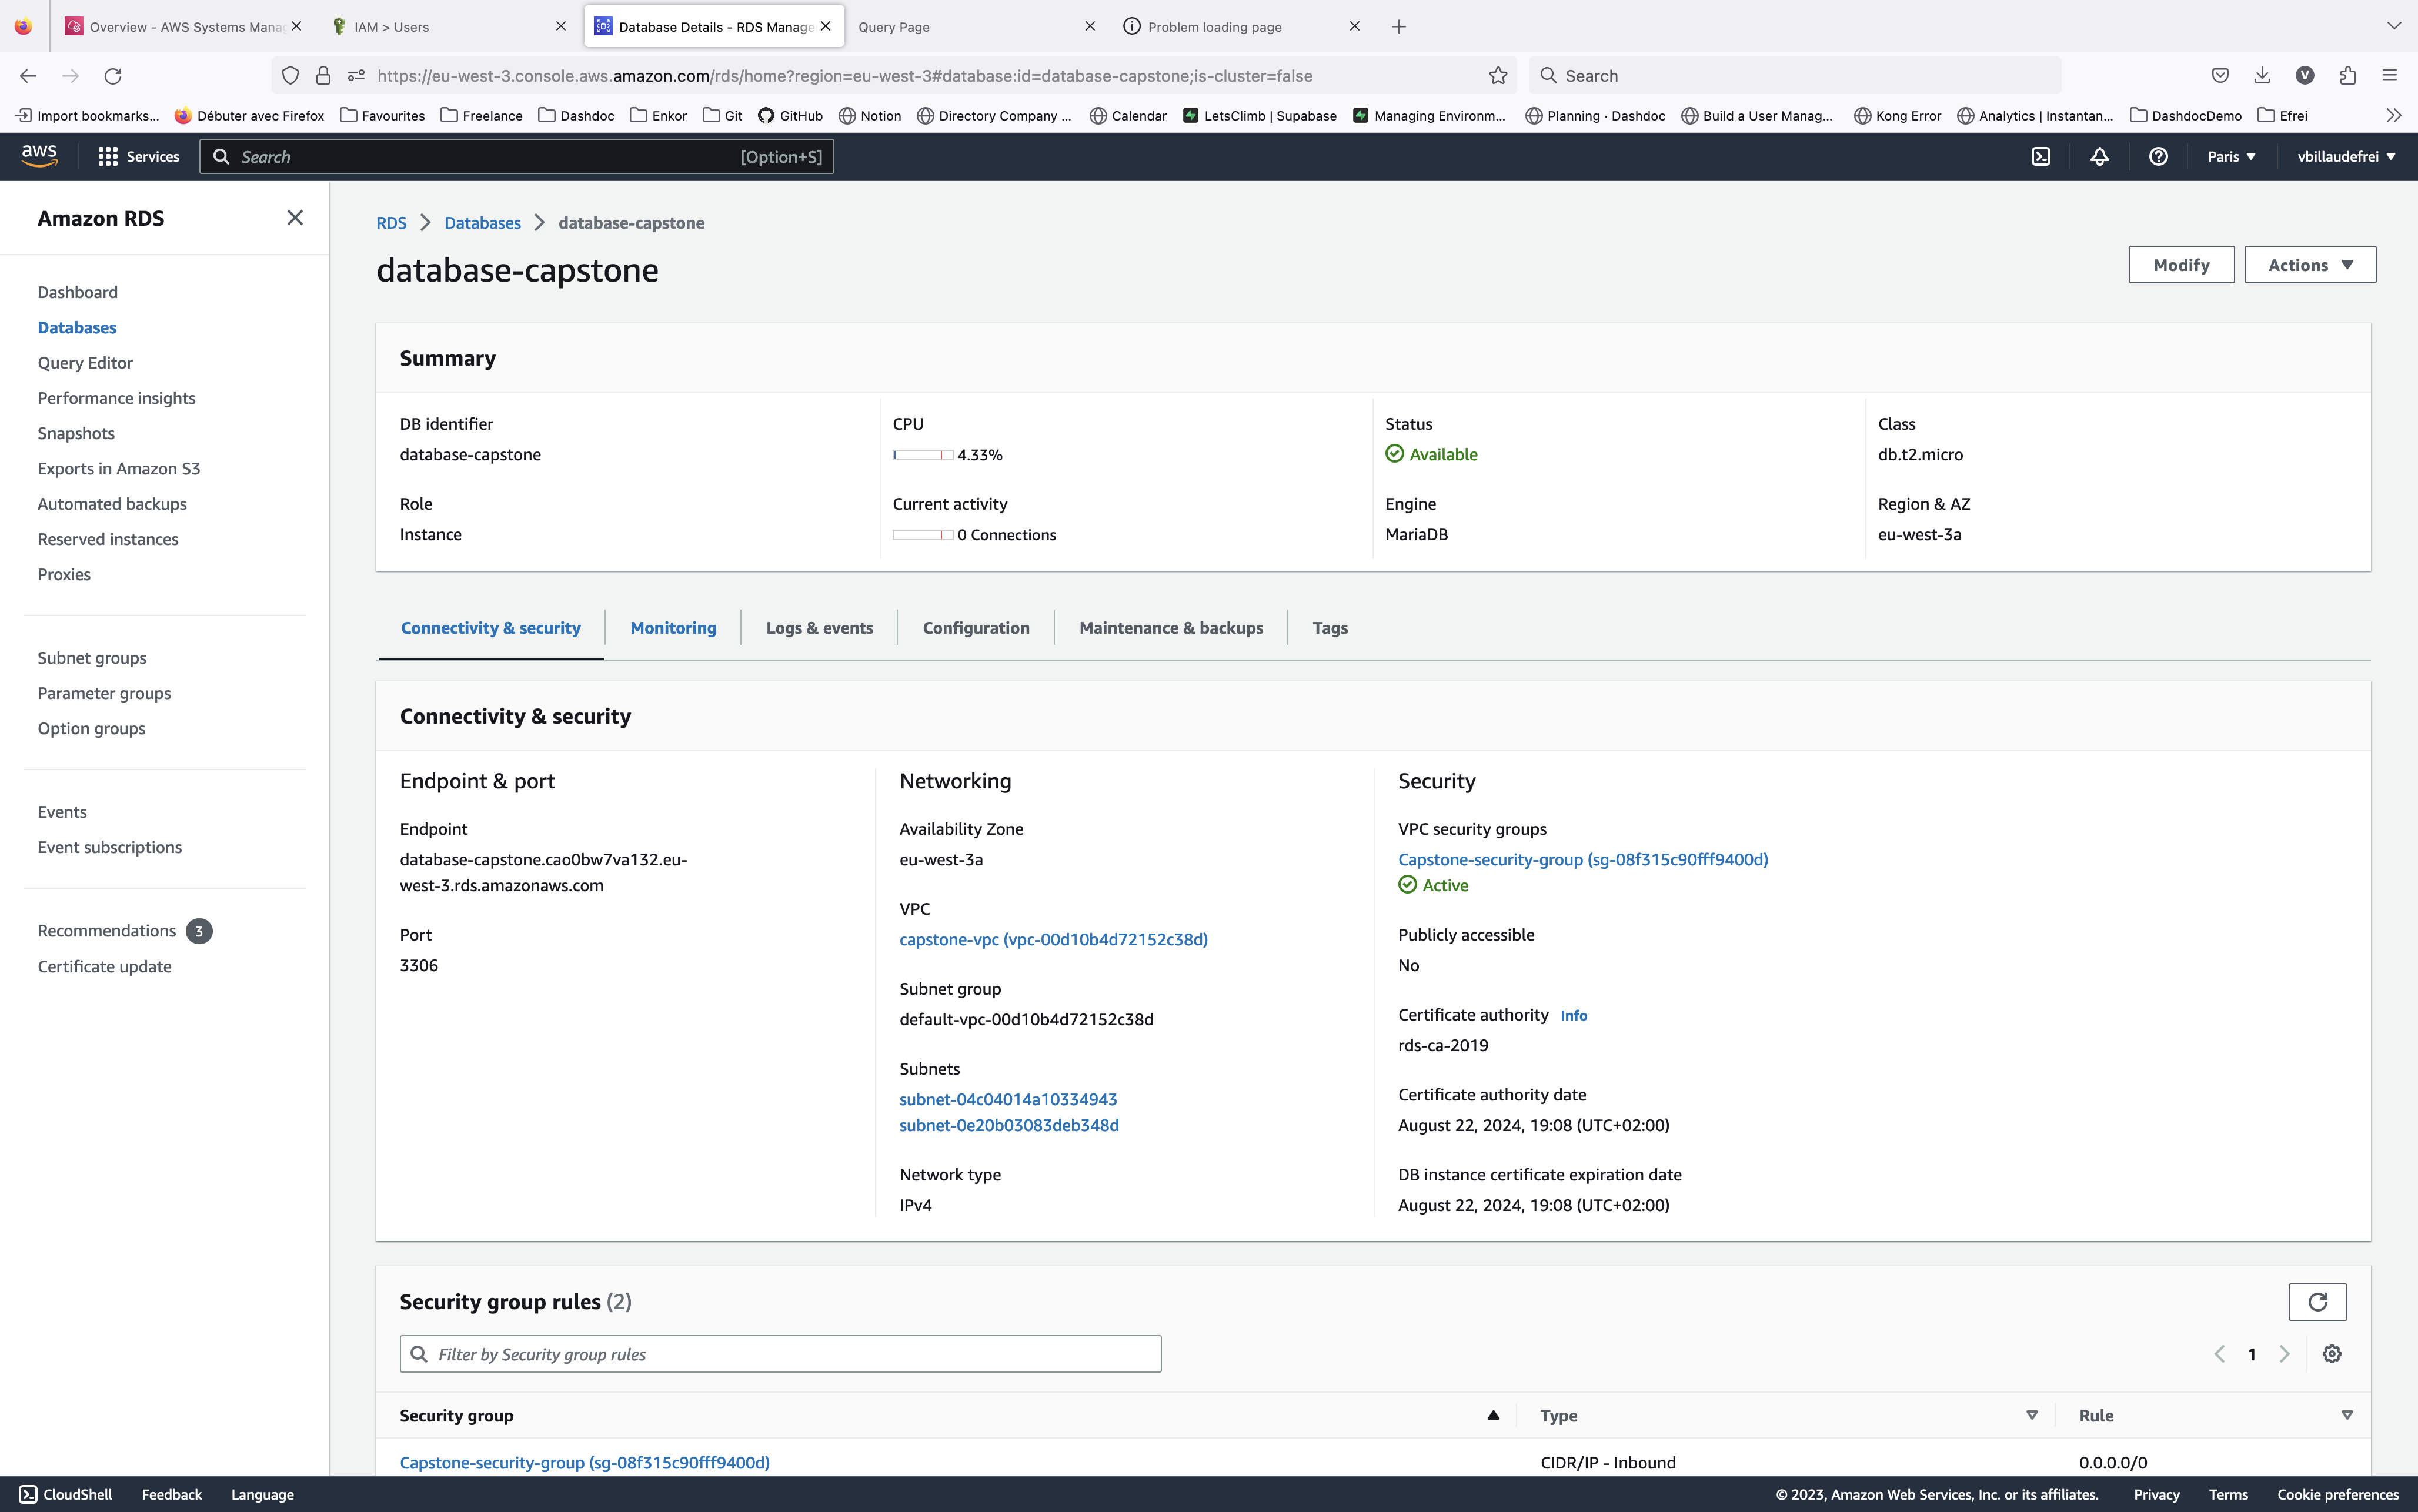 Overview - AWS Systems Mana
IAM > Users
Database Details - RDS Manage
Query Page
Problem loading page
https://eu-west-3.console.aws.amazon.com/rds/home?region=eu-west-3#database:id=database-capstone;is-cluster=false
Search
V
Import bookmarks...
Débuter avec Firefox
Favourites
Freelance
Dashdoc
Enkor
Git
GitHub
Notion
Directory Company ...
Calendar
LetsClimb | Supabase
Managing Environm...
Planning · Dashdoc
Build a User Manag...
Kong Error
Analytics | Instantan...
DashdocDemo
Efrei
aws
Services
Search
[Option+S]
Paris
vbillaudefrei
Amazon RDS
Dashboard
Databases
Query Editor
Performance insights
Snapshots
Exports in Amazon S3
Automated backups
Reserved instances
Proxies
Subnet groups
Parameter groups
Option groups
Events
Event subscriptions
Recommendations 3
Certificate update
RDS > Databases > database-capstone
database-capstone
Modify
Actions
Summary
DB identifier
database-capstone
Role
Instance
CPU
4.33%
Current activity
0 Connections
Status
Available
Engine
MariaDB
Class
db.t2.micro
Region & AZ
eu-west-3a
Connectivity & security
Monitoring
Logs & events
Configuration
Maintenance & backups
Tags
Connectivity & security
Endpoint & port
Endpoint
database-capstone.cao0bw7va132.eu-
west-3.rds.amazonaws.com
Port
3306
Networking
Availability Zone
eu-west-3a
VPC
capstone-vpc (vpc-00d10b4d72152c38d)
Subnet group
default-vpc-00d10b4d72152c38d
Subnets
subnet-04c04014a10334943
subnet-0e20b03083deb348d
Network type
IPv4
Security
VPC security groups
Capstone-security-group (sg-08f315c90fff9400d)
Active
Publicly accessible
No
Certificate authority Info
rds-ca-2019
Certificate authority date
August 22, 2024, 19:08 (UTC+02:00)
DB instance certificate expiration date
August 22, 2024, 19:08 (UTC+02:00)
Security group rules (2)
Filter by Security group rules
1
Security group
Type
Rule
Capstone-security-group (sg-08f315c90fff9400d)
CIDR/IP - Inbound
0.0.0.0/0
CloudShell
Feedback
Language
© 2023, Amazon Web Services, Inc. or its affiliates.
Privacy
Terms
Cookie preferences